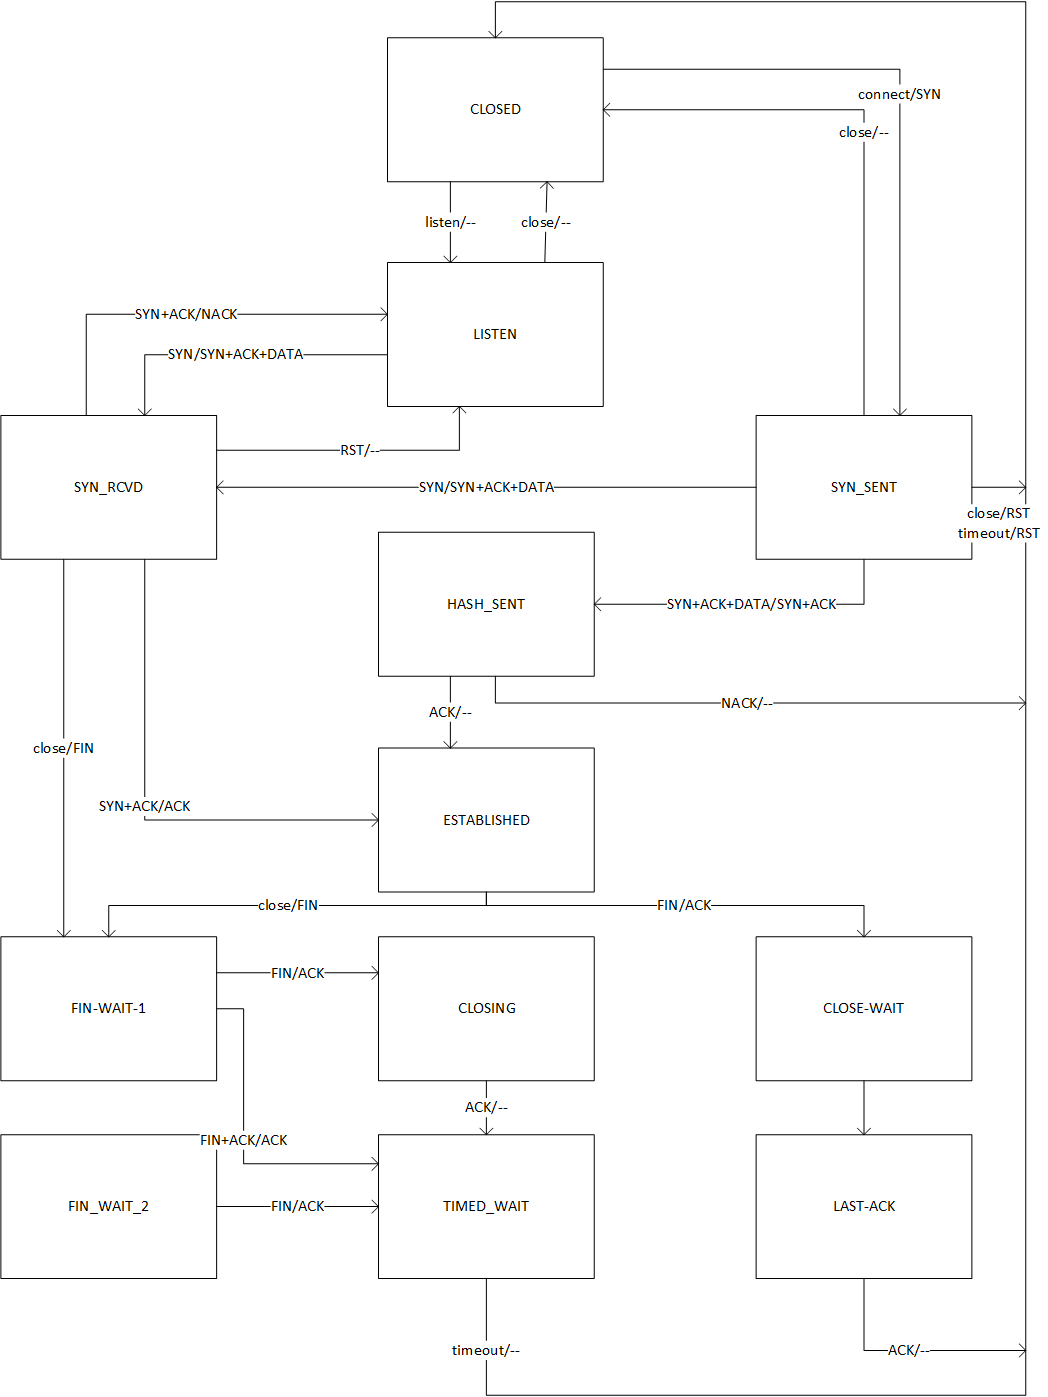 connect/SYN
CLOSED
close/--
listen/--
close/--
SYN+ACK/NACK
LISTEN
SYN/SYN+ACK+DATA
RST/--
SYN_RCVD
SYN/SYN+ACK+DATA
SYN_SENT
close/RST
timeout/RST
HASH_SENT
SYN+ACK+DATA/SYN+ACK
NACK/--
ACK/--
close/FIN
SYN+ACK/ACK
ESTABLISHED
close/FIN
FIN/ACK
FIN/ACK
FIN-WAIT-1
CLOSING
CLOSE-WAIT
ACK/--
FIN+ACK/ACK
FIN_WAIT_2
FIN/ACK
TIMED_WAIT
LAST-ACK
timeout/--
ACK/--